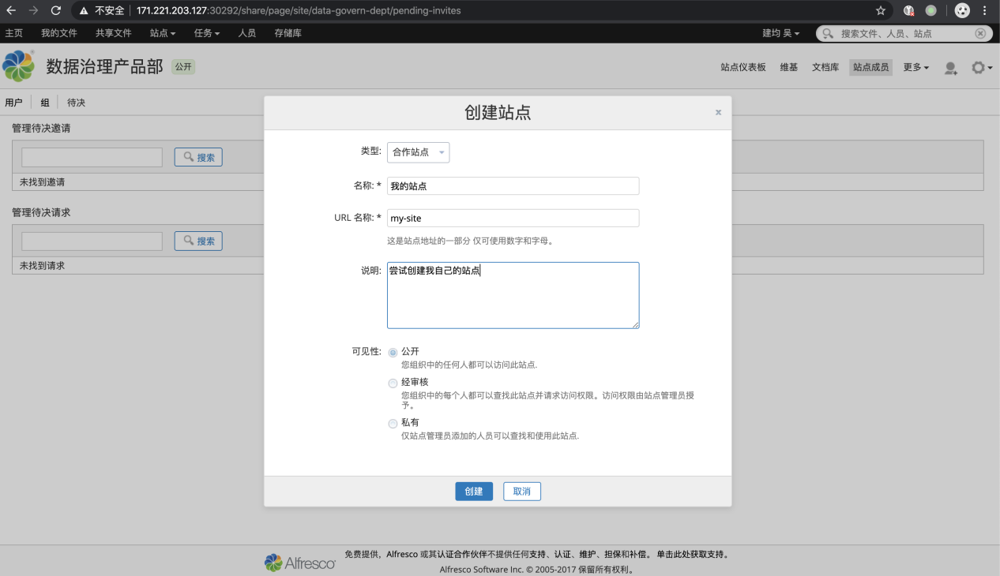 不安全 171.221.203.127:30292/share/page/site/data-govern-dept/pending-invites
主页 我的文件 共享文件 站点 任务 人员 存储库 建均 吴 搜索文件、人员、站点
数据治理产品部 公开 站点仪表板 维基 文档库 站点成员 更多
用户 组 待决
管理待决邀请
搜索
未找到邀请
管理待决请求
搜索
未找到请求
创建站点
类型: 合作站点
名称: * 我的站点
URL 名称: * my-site
这是站点地址的一部分 仅可使用数字和字母。
说明: 尝试创建我自己的站点
可见性: 公开
您组织中的任何人都可以访问此站点.
经审核
您组织中的每个人都可以查找此站点并请求访问权限。访问权限由站点管理员授
予。
私有
仅站点管理员添加的人员可以查找和使用此站点.
创建 取消
Alfresco
免费提供，Alfresco 或其认证合作伙伴不提供任何支持、认证、维护、担保和补偿。 单击此处获取支持。
Alfresco Software Inc. © 2005-2017 保留所有权利。